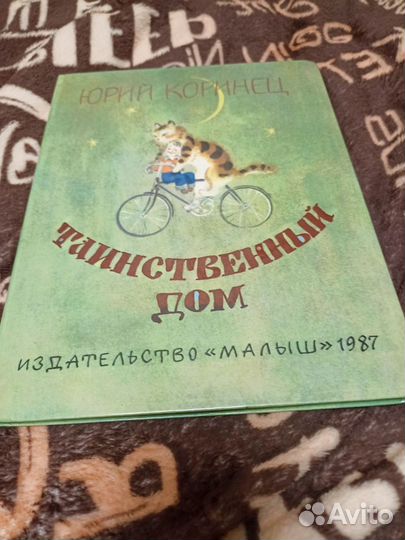 ЮРИЙ КОРИНЕЦ
ТАИНСТВЕННЫЙ
ДОМ
ИЗДАТЕЛЬСТВО «МАЛЫШ» 1987
Avito